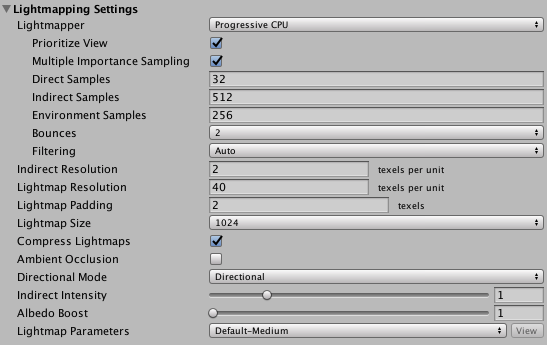 Lightmapping Settings
Lightmapper Progressive CPU
Prioritize View
Multiple Importance Sampling
Direct Samples 32
Indirect Samples 512
Environment Samples 256
Bounces 2
Filtering Auto
Indirect Resolution 2 texels per unit
Lightmap Resolution 40 texels per unit
Lightmap Padding 2 texels
Lightmap Size 1024
Compress Lightmaps
Ambient Occlusion
Directional Mode Directional
Indirect Intensity 1
Albedo Boost 1
Lightmap Parameters Default-Medium View